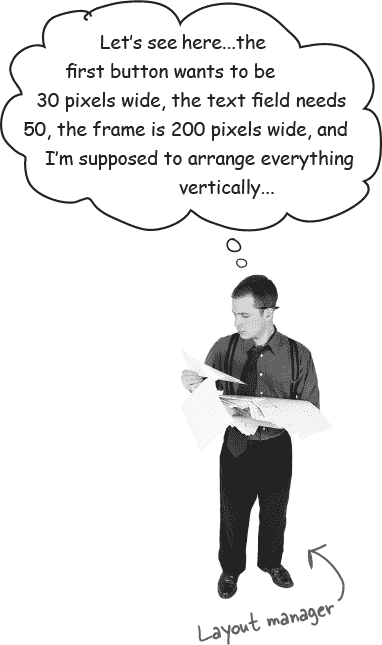 Let's see here...the
first button wants to be
30 pixels wide, the text field needs
50, the frame is 200 pixels wide, and
I'm supposed to arrange everything
vertically...
Layout manager